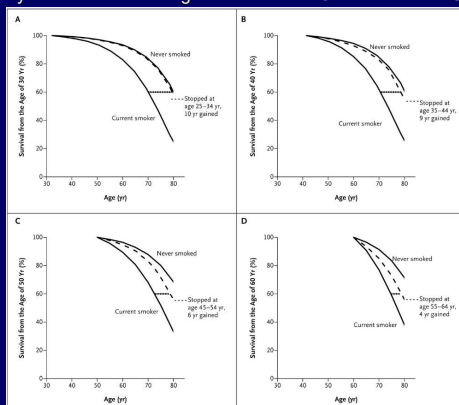 A
Survival from the Age of 30 Yr (%)
100
80
60
40
20
0
30
40
50
60
70
80
Age (yr)
Never smoked
Stopped at
age 25–34 yr,
10 yr gained
Current smoker
B
Survival from the Age of 40 Yr (%)
100
80
60
40
20
0
30
40
50
60
70
80
Age (yr)
Never smoked
Stopped at
age 35–44 yr,
9 yr gained
Current smoker
C
Survival from the Age of 50 Yr (%)
100
80
60
40
20
0
30
40
50
60
70
80
Age (yr)
Never smoked
Stopped at
age 45–54 yr,
6 yr gained
Current smoker
D
Survival from the Age of 60 Yr (%)
100
80
60
40
20
0
30
40
50
60
70
80
Age (yr)
Never smoked
Stopped at
age 55–64 yr,
4 yr gained
Current smoker